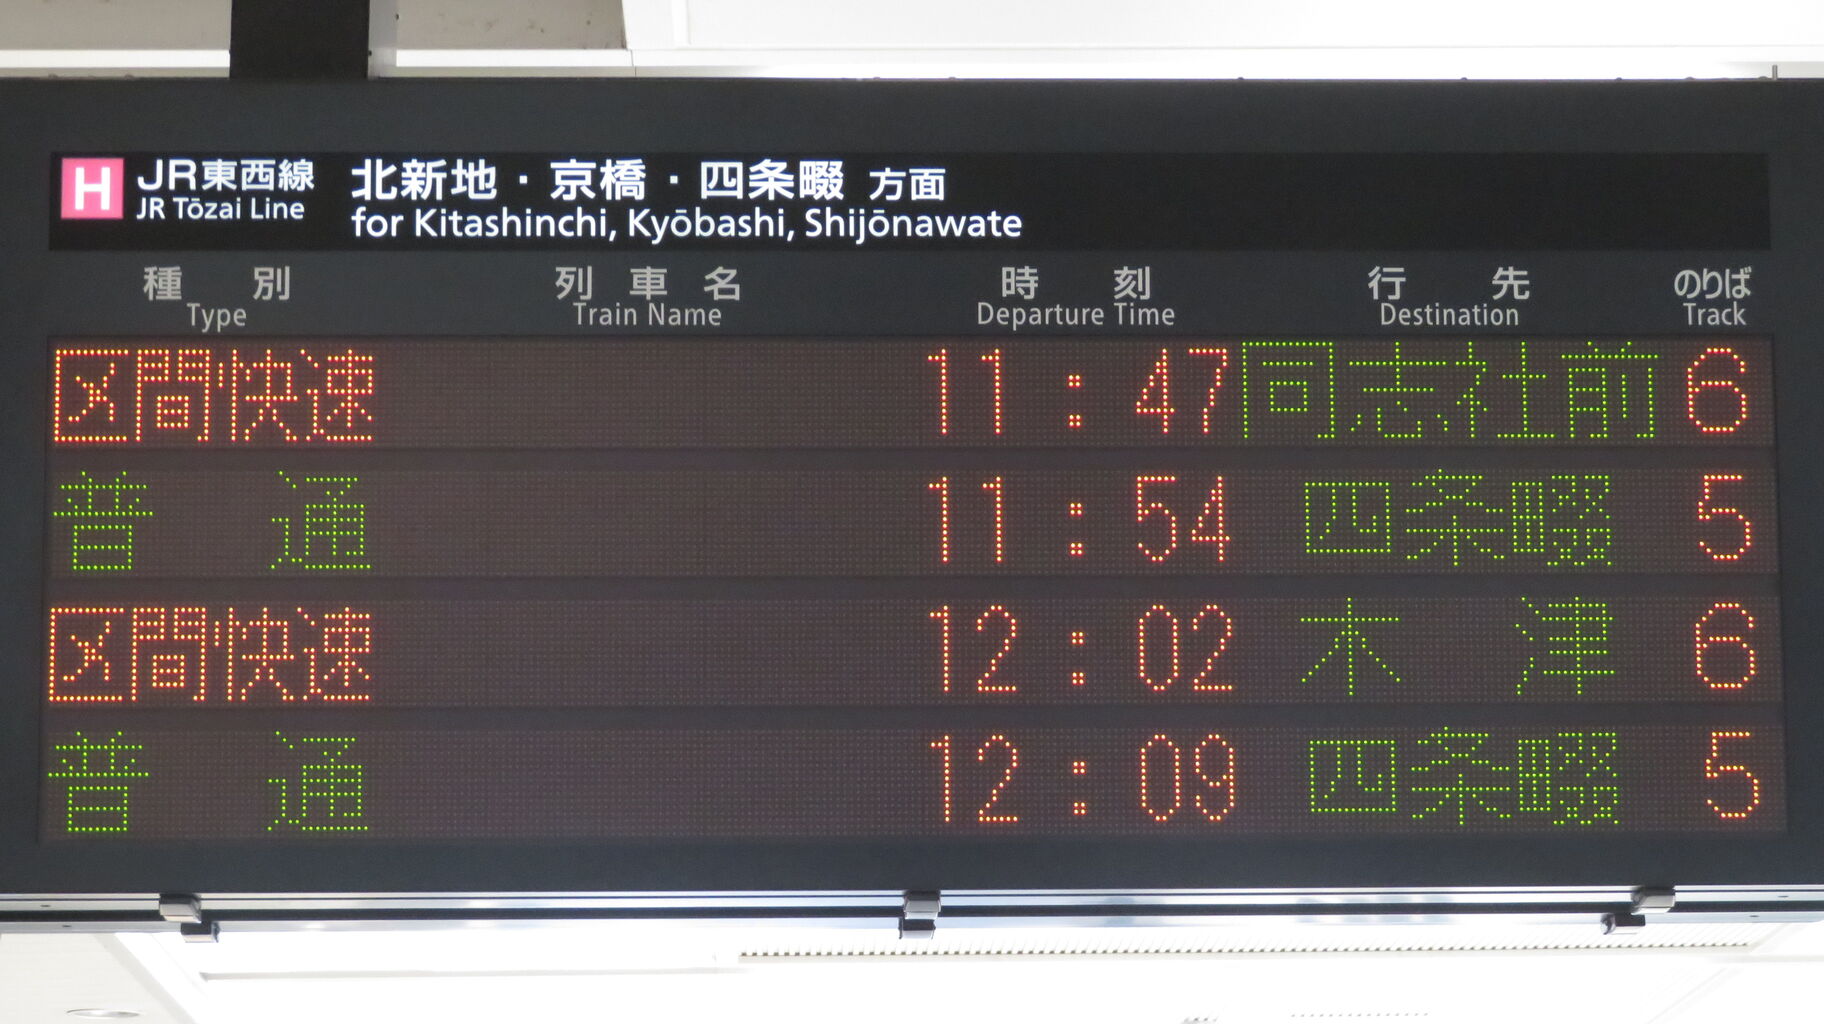 H JR東西線 北新地・京橋・四条畷 方面
JR Tōzai Line for Kitashinchi, Kyōbashi, Shijōnawate
種別 列車名 時刻 行先 のりば
Type Train Name Departure Time Destination Track
区間快速 11:47 同志社前 6
普通 11:54 四条畷 5
区間快速 12:02 木津 6
普通 12:09 四条畷 5